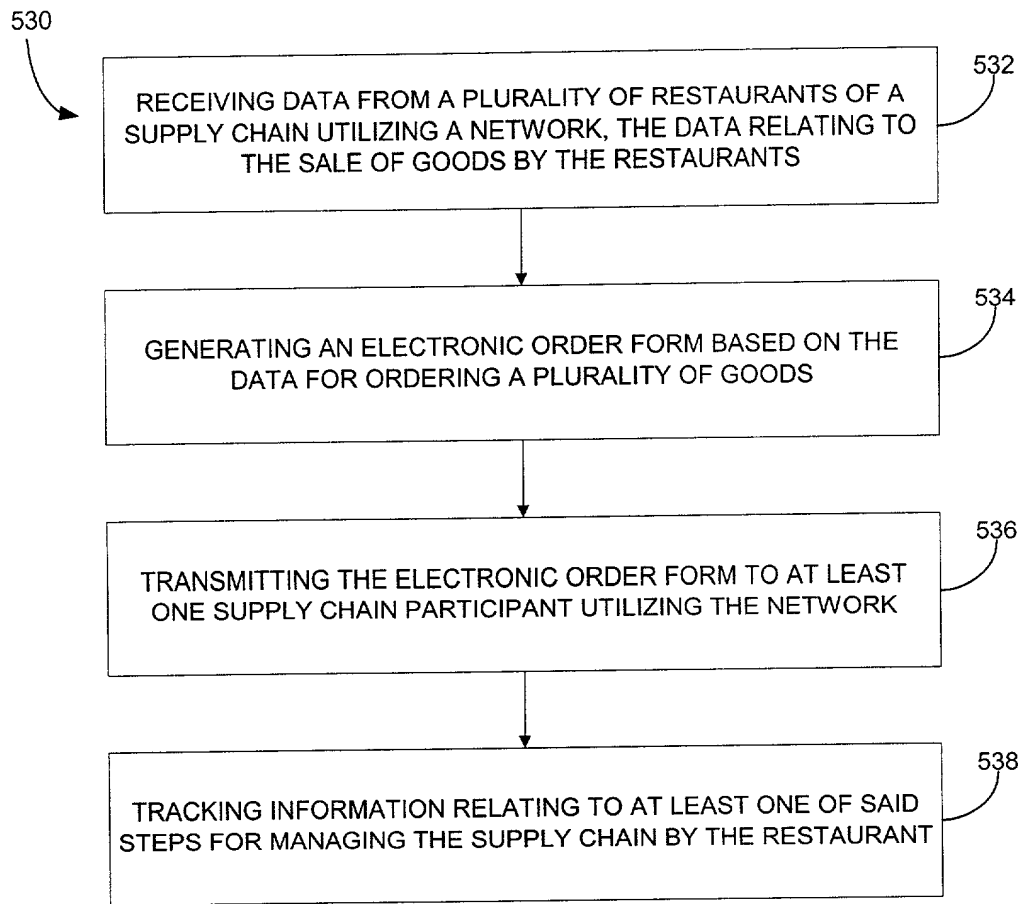 530
532
RECEIVING DATA FROM A PLURALITY OF RESTAURANTS OF A
SUPPLY CHAIN UTILIZING A NETWORK, THE DATA RELATING TO
THE SALE OF GOODS BY THE RESTAURANTS
534
GENERATING AN ELECTRONIC ORDER FORM BASED ON THE
DATA FOR ORDERING A PLURALITY OF GOODS
536
TRANSMITTING THE ELECTRONIC ORDER FORM TO AT LEAST
ONE SUPPLY CHAIN PARTICIPANT UTILIZING THE NETWORK
538
TRACKING INFORMATION RELATING TO AT LEAST ONE OF SAID
STEPS FOR MANAGING THE SUPPLY CHAIN BY THE RESTAURANT